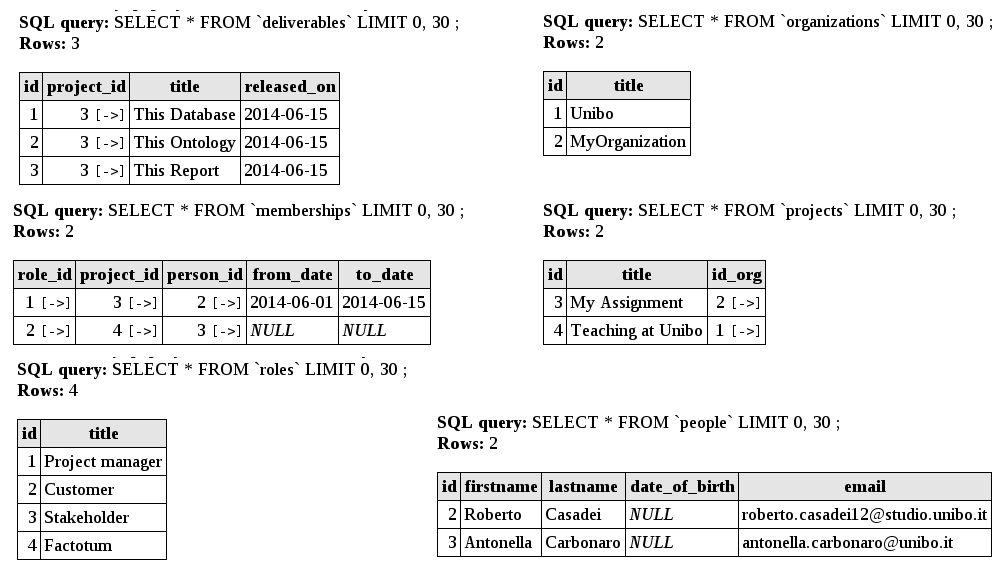 SQL query: SELECT * FROM `deliverables` LIMIT 0, 30 ;
Rows: 3
id project_id title released_on
1 3 [->] This Database 2014-06-15
2 3 [->] This Ontology 2014-06-15
3 3 [->] This Report 2014-06-15
SQL query: SELECT * FROM `organizations` LIMIT 0, 30 ;
Rows: 2
id title
1 Unibo
2 MyOrganization
SQL query: SELECT * FROM `memberships` LIMIT 0, 30 ;
Rows: 2
role_id project_id person_id from_date to_date
1 [->] 3 [->] 2 [->] 2014-06-01 2014-06-15
2 [->] 4 [->] 3 [->] NULL NULL
SQL query: SELECT * FROM `projects` LIMIT 0, 30 ;
Rows: 2
id title id_org
3 My Assignment 2 [->]
4 Teaching at Unibo 1 [->]
SQL query: SELECT * FROM `roles` LIMIT 0, 30 ;
Rows: 4
id title
1 Project manager
2 Customer
3 Stakeholder
4 Factotum
SQL query: SELECT * FROM `people` LIMIT 0, 30 ;
Rows: 2
id firstname lastname date_of_birth email
2 Roberto Casadei NULL roberto.casadei12@studio.unibo.it
3 Antonella Carbonaro NULL antonella.carbonaro@unibo.it